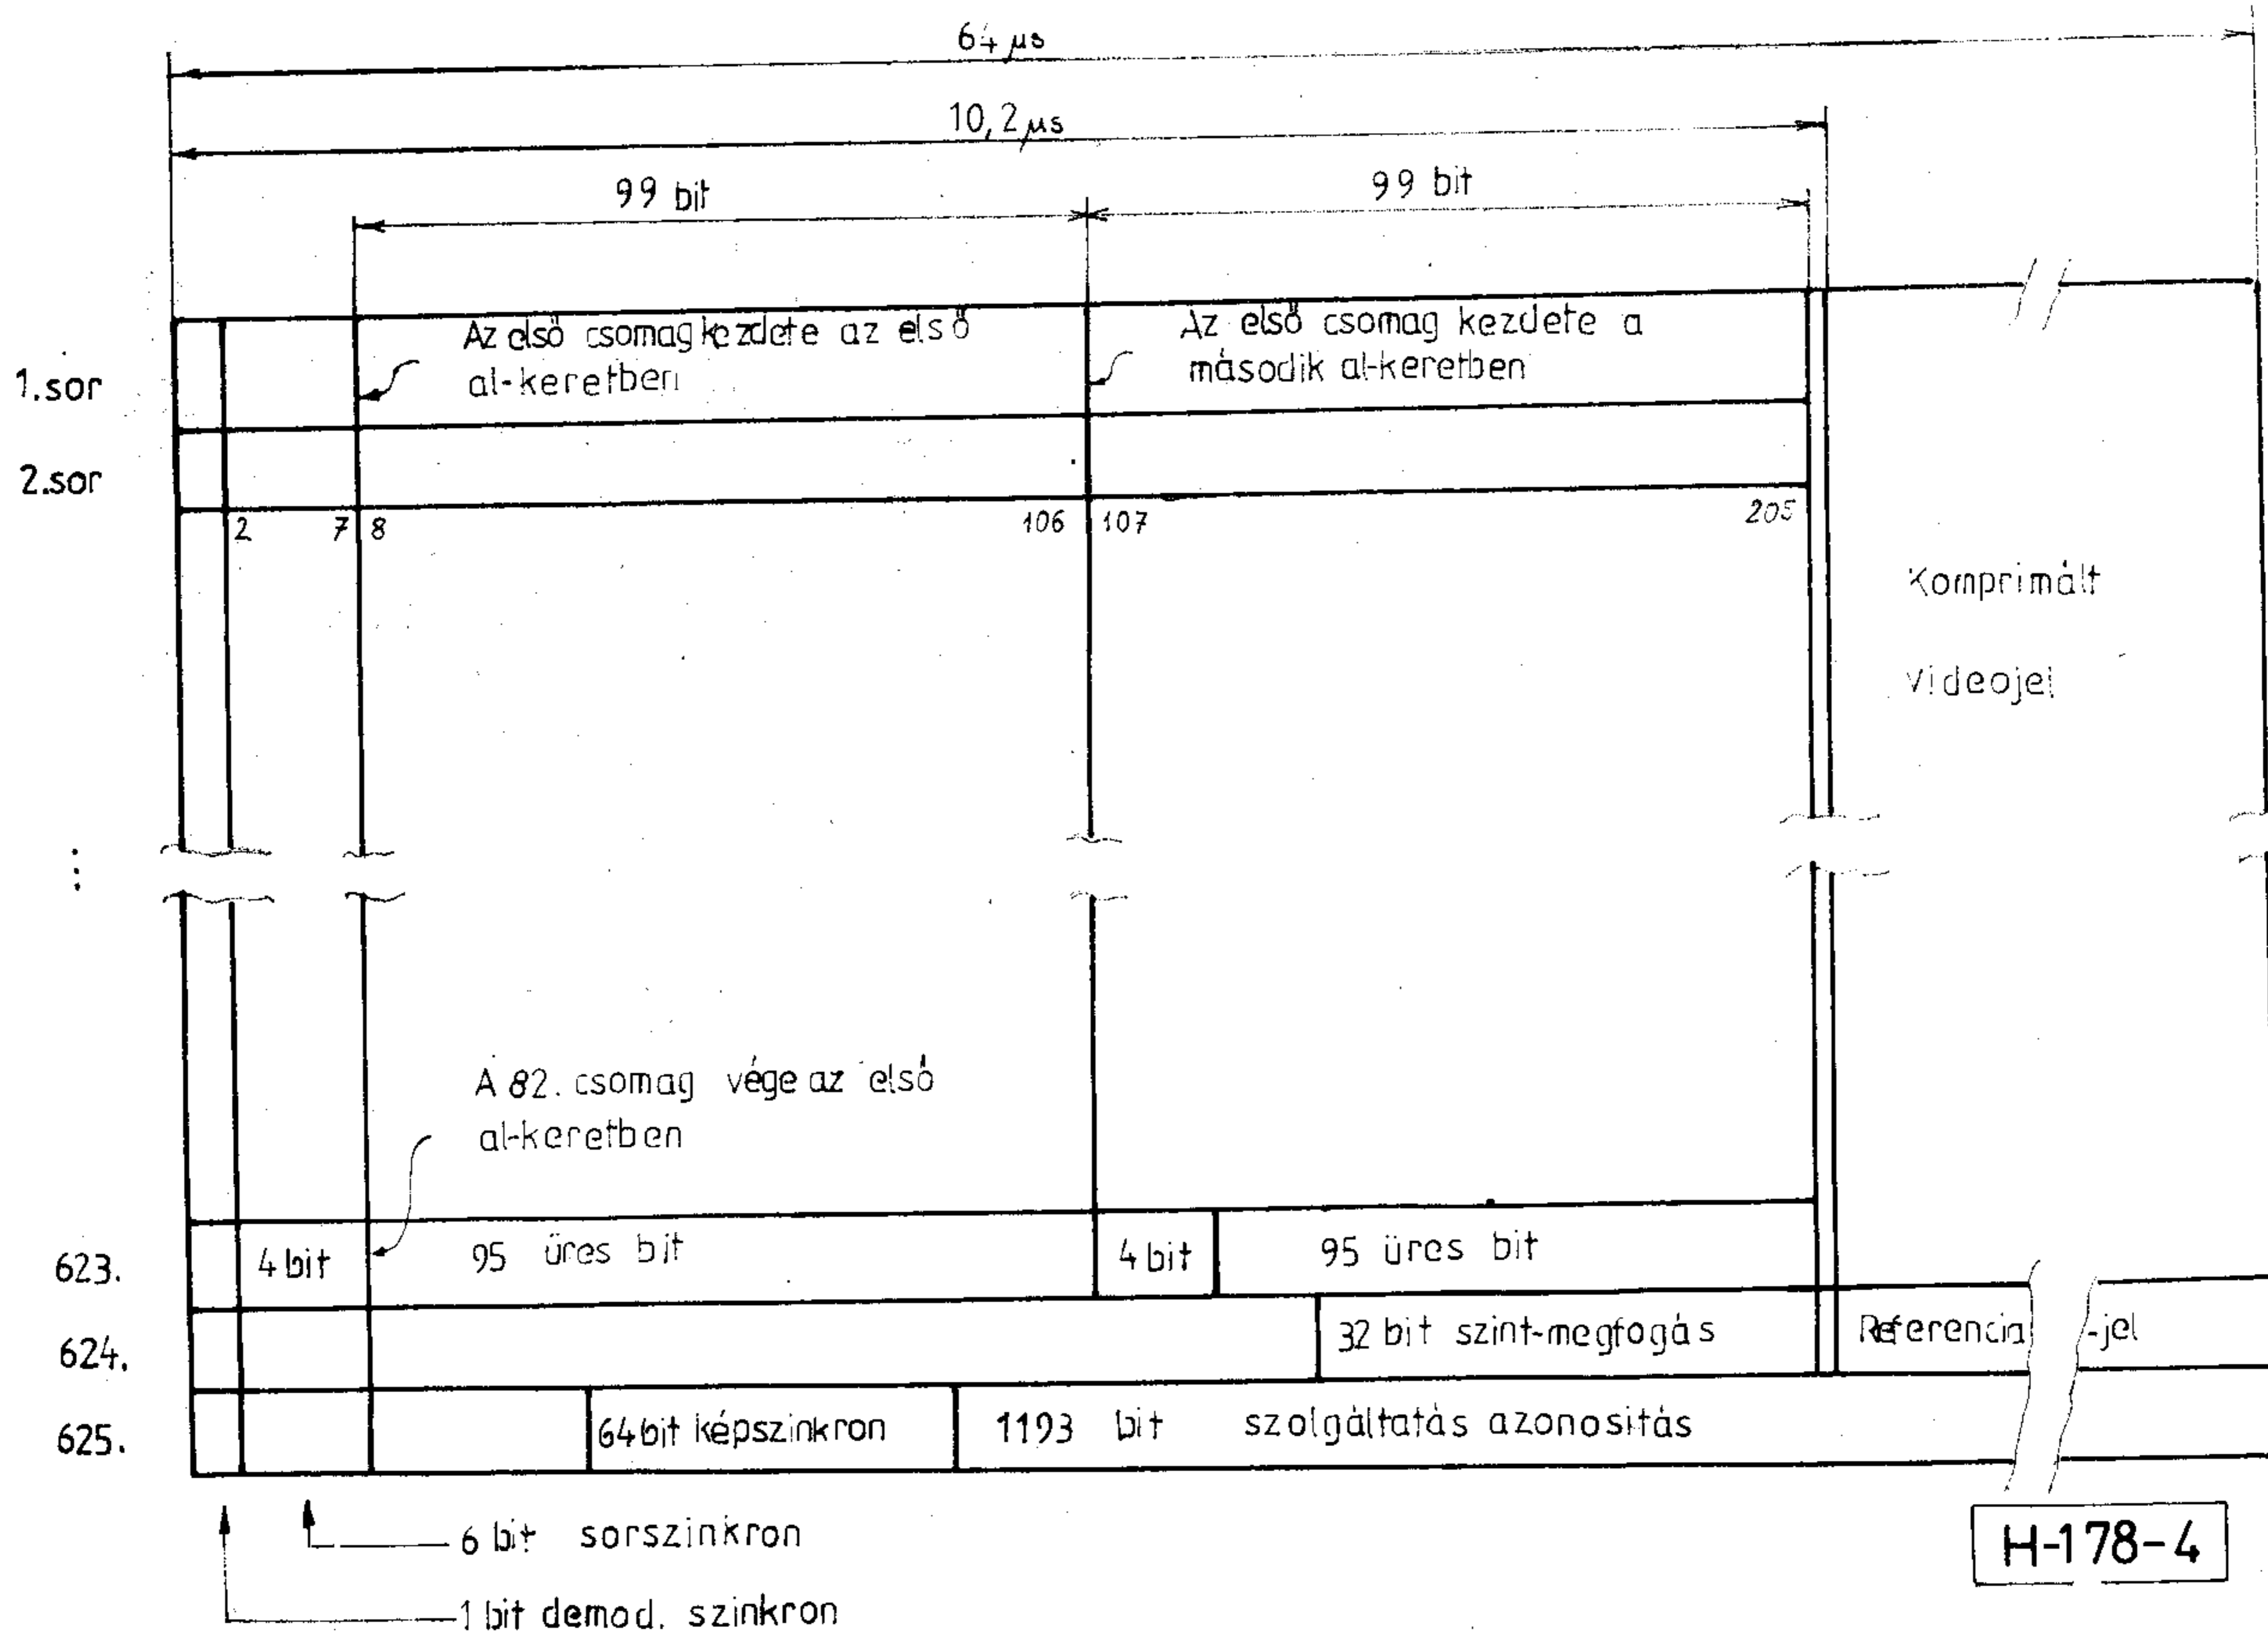 64 µs
10,2 µs
99 bit
99 bit
Az első csomag kezdete az első
al-keretben
Az első csomag kezdete a
második al-keretben
1.sor
2.sor
2
7
8
106
107
205
Komprimált
videojel
⋮
A 82. csomag vége az első
al-keretben
623.
4 bit
95 üres bit
4 bit
95 üres bit
624.
32 bit szint-megfogás
Referencia -jel
625.
64 bit képszinkron
1193 bit szolgáltatás azonositás
6 bit sorszinkron
1 bit demod. szinkron
H-178-4